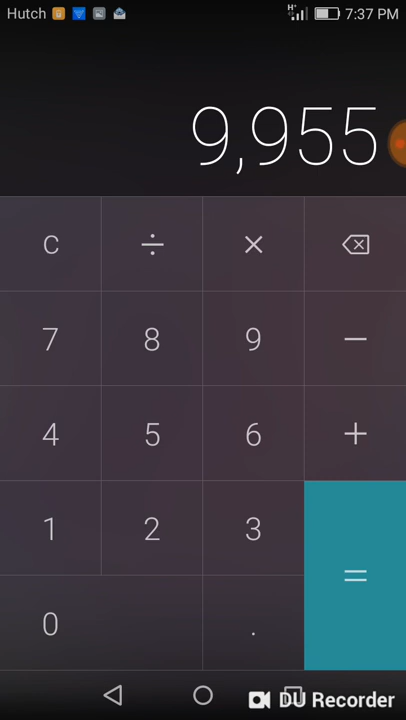 Hutch H+ 7:37 PM
9,955
C ÷ ×
7 8 9 −
4 5 6 +
1 2 3 =
0 .
DU Recorder